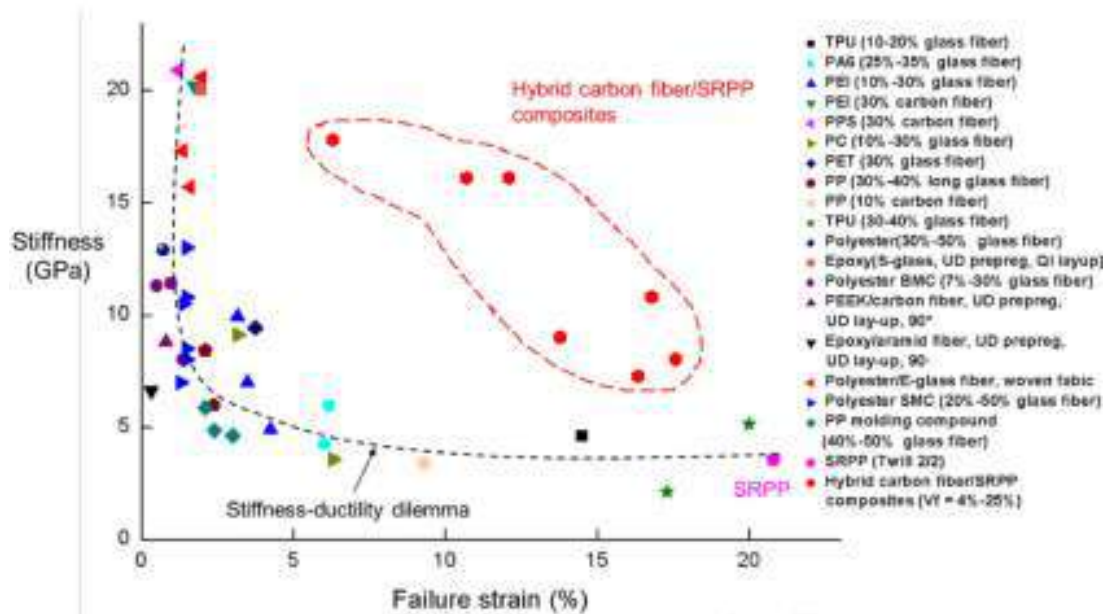 20
15
10
5
0
Stiffness
(GPa)
0
5
10
15
20
Failure strain (%)
Hybrid carbon fiber/SRPP
composites
SRPP
Stiffness-ductility dilemma
TPU (10-20% glass fiber)
PA6 (25%-35% glass fiber)
PEI (10%-30% glass fiber)
PEI (30% carbon fiber)
PPS (30% carbon fiber)
PC (10%-30% glass fiber)
PET (30% glass fiber)
PP (30%-40% long glass fiber)
PP (10% carbon fiber)
TPU (30-40% glass fiber)
Polyester(30%-50% glass fiber)
Epoxy(S-glass, UD prepreg, QI layup)
Polyester BMC (7%-30% glass fiber)
PEEK/carbon fiber, UD prepreg,
UD lay-up, 90°
Epoxy/aramid fiber, UD prepreg,
UD lay-up, 90
Polyester/E-glass fiber, woven fabic
Polyester SMC (20%-50% glass fiber)
PP molding compound
(40%-50% glass fiber)
SRPP (Twill 2/2)
Hybrid carbon fiber/SRPP
composites (Vf = 4%-25%)